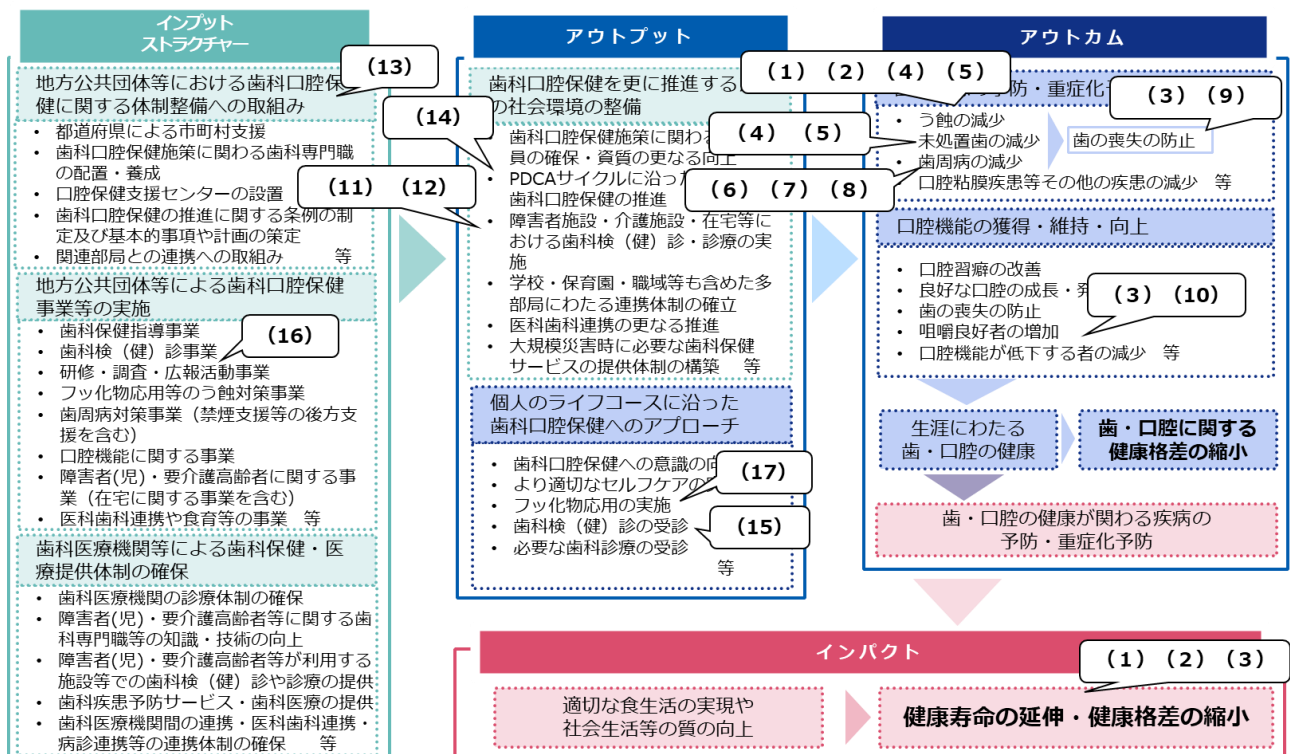 インプット
ストラクチャー
地方公共団体等における歯科口腔保
健に関する体制整備への取組み
(13)
• 都道府県による市町村支援
• 歯科口腔保健施策に関わる歯科専門職
の配置・養成
• 口腔保健支援センターの設置
• 歯科口腔保健の推進に関する条例の制
定及び基本的事項や計画の策定
• 関連部局との連携への取組み 等
地方公共団体等による歯科口腔保健
事業等の実施
• 歯科保健指導事業
• 歯科検（健）診事業
(16)
• 研修・調査・広報活動事業
• フッ化物応用等のう蝕対策事業
• 歯周病対策事業（禁煙支援等の後方支
援を含む）
• 口腔機能に関する事業
• 障害者(児)・要介護高齢者に関する事
業（在宅に関する事業を含む）
• 医科歯科連携や食育等の事業 等
歯科医療機関等による歯科保健・医
療提供体制の確保
• 歯科医療機関の診療体制の確保
• 障害者(児)・要介護高齢者等に関する歯
科専門職等の知識・技術の向上
• 障害者(児)・要介護高齢者等が利用する
施設等での歯科検（健）診や診療の提供
• 歯科疾患予防サービス・歯科医療の提供
• 歯科医療機関間の連携・医科歯科連携・
病診連携等の連携体制の確保 等
アウトプット
歯科口腔保健を更に推進する
の社会環境の整備
(14)
歯科口腔保健施策に関わる
員の確保・資質の更なる向上
• PDCAサイクルに沿った
歯科口腔保健の推進
(11) (12)
• 障害者施設・介護施設・在宅等に
おける歯科検（健）診・診療の実
施
• 学校・保育園・職域等も含めた多
部局にわたる連携体制の確立
• 医科歯科連携の更なる推進
• 大規模災害時に必要な歯科保健
サービスの提供体制の構築 等
個人のライフコースに沿った
歯科口腔保健へのアプローチ
• 歯科口腔保健への意識の向
• より適切なセルフケアの
(17)
• フッ化物応用の実施
• 歯科検（健）診の受診
(15)
• 必要な歯科診療の受診
等
アウトカム
(1) (2) (4) (5)
防・重症化
(3) (9)
• う蝕の減少
(4) (5)
未処置歯の減少
歯の喪失の防止
• 歯周病の減少
(6) (7) (8)
口腔粘膜疾患等その他の疾患の減少 等
口腔機能の獲得・維持・向上
• 口腔習癖の改善
• 良好な口腔の成長・発
(3) (10)
• 歯の喪失の防止
• 咀嚼良好者の増加
• 口腔機能が低下する者の減少 等
生涯にわたる
歯・口腔の健康
歯・口腔に関する
健康格差の縮小
歯・口腔の健康が関わる疾病の
予防・重症化予防
インパクト
(1) (2) (3)
適切な食生活の実現や
社会生活等の質の向上
健康寿命の延伸・健康格差の縮小